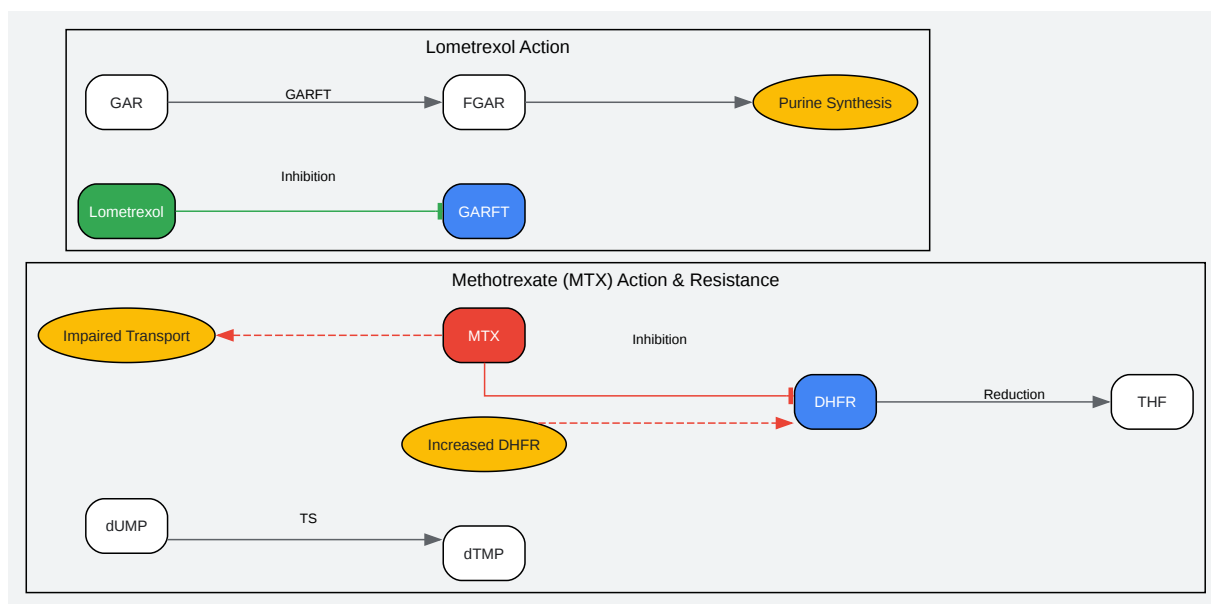 Lometrexol Action
GAR
GARFT
FGAR
Purine Synthesis
Inhibition
Lometrexol
GARFT
Methotrexate (MTX) Action & Resistance
Impaired Transport
MTX
Inhibition
DHFR
Reduction
THF
Increased DHFR
dUMP
TS
dTMP